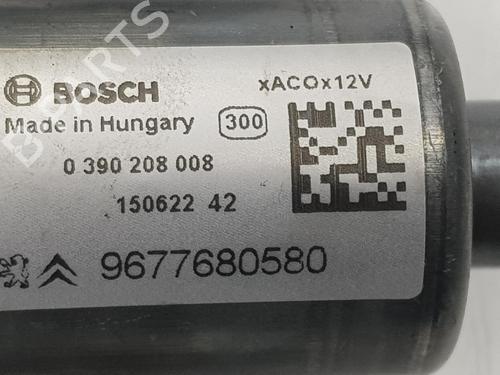 BOSCH
xACOx12V
Made in Hungary
300
0 390 208 008
150622 42
9677680580